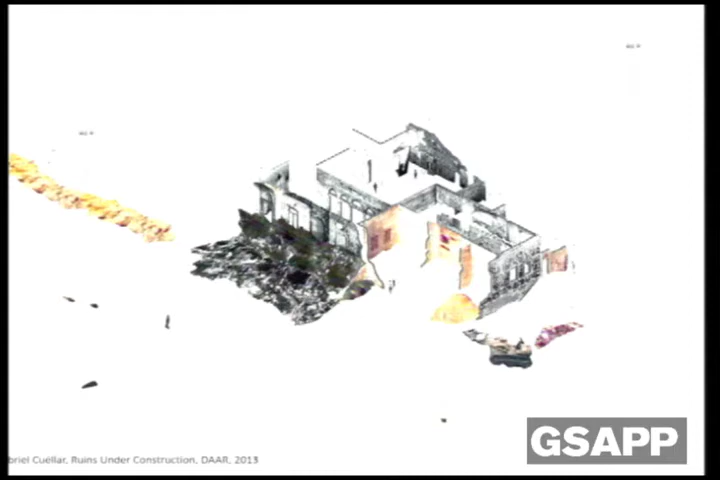 briel Cuéllar, Ruins Under Construction, DAAR, 2013
GSAPP